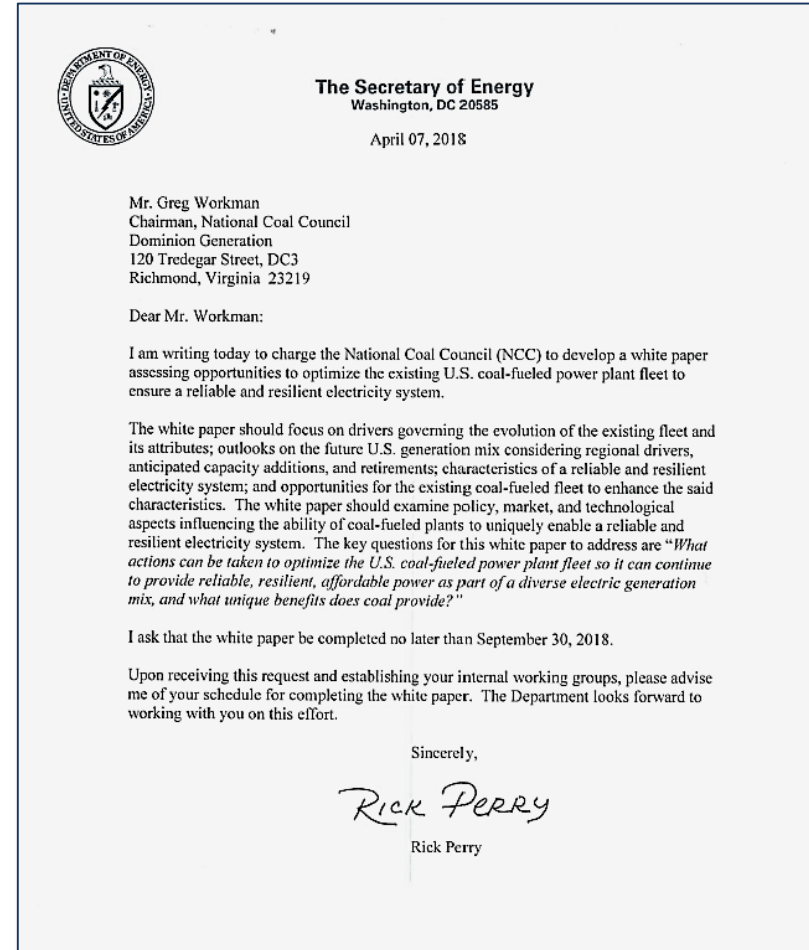 DEPARTMENT OF ENERGY
UNITED STATES OF AMERICA
The Secretary of Energy
Washington, DC 20585
April 07, 2018
Mr. Greg Workman
Chairman, National Coal Council
Dominion Generation
120 Tredegar Street, DC3
Richmond, Virginia 23219
Dear Mr. Workman:
I am writing today to charge the National Coal Council (NCC) to develop a white paper
assessing opportunities to optimize the existing U.S. coal-fueled power plant fleet to
ensure a reliable and resilient electricity system.
The white paper should focus on drivers governing the evolution of the existing fleet and
its attributes; outlooks on the future U.S. generation mix considering regional drivers,
anticipated capacity additions, and retirements; characteristics of a reliable and resilient
electricity system; and opportunities for the existing coal-fueled fleet to enhance the said
characteristics. The white paper should examine policy, market, and technological
aspects influencing the ability of coal-fueled plants to uniquely enable a reliable and
resilient electricity system. The key questions for this white paper to address are "What
actions can be taken to optimize the U.S. coal-fueled power plant fleet so it can continue
to provide reliable, resilient, affordable power as part of a diverse electric generation
mix, and what unique benefits does coal provide?"
I ask that the white paper be completed no later than September 30, 2018.
Upon receiving this request and establishing your internal working groups, please advise
me of your schedule for completing the white paper. The Department looks forward to
working with you on this effort.
Sincerely,
RICK PERRY
Rick Perry